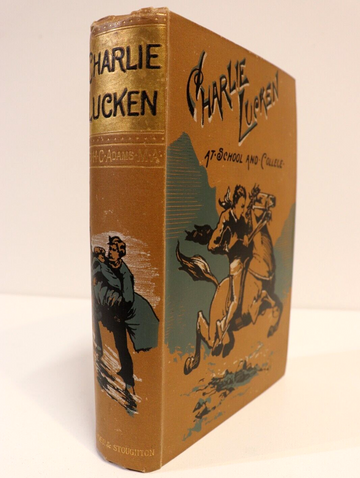 CHARLIE
LUCKEN
H.C. ADAMS M.A.
& STOUGHTON
CHARLIE
LUCKEN
AT SCHOOL AND COLLEGE